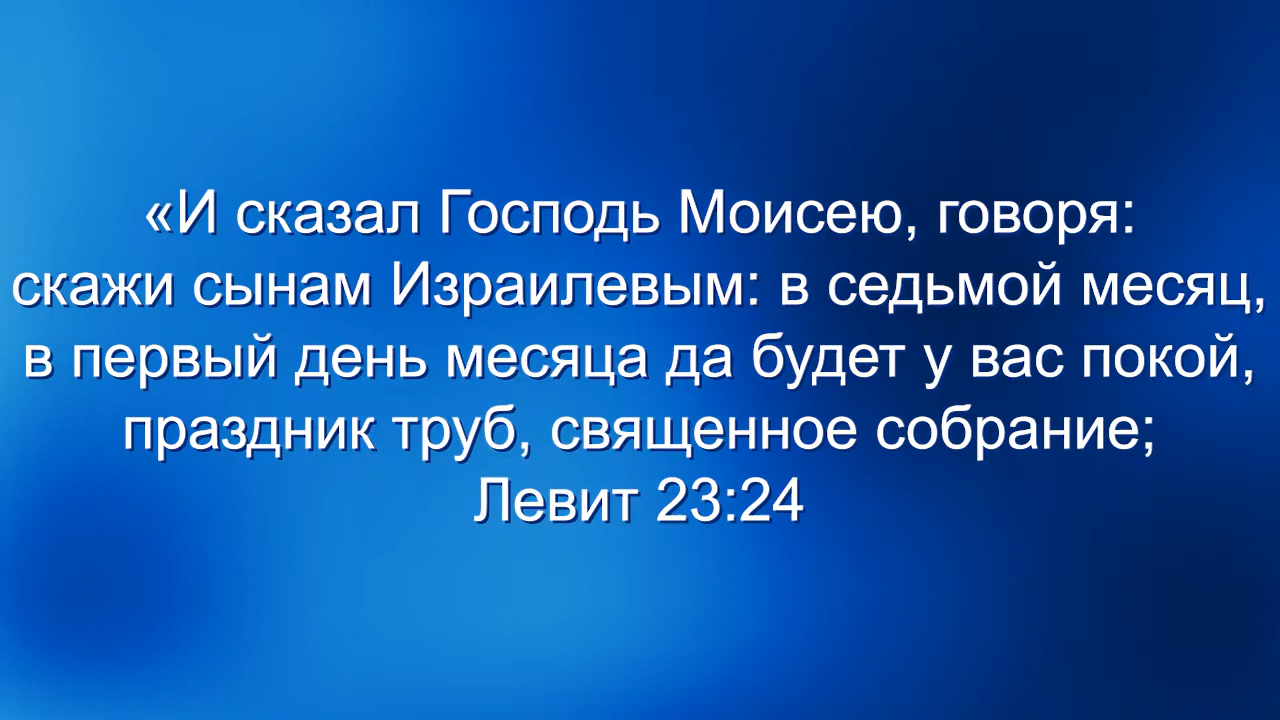 «И сказал Господь Моисею, говоря:
скажи сынам Израилевым: в седьмой месяц,
в первый день месяца да будет у вас покой,
праздник труб, священное собрание;
Левит 23:24